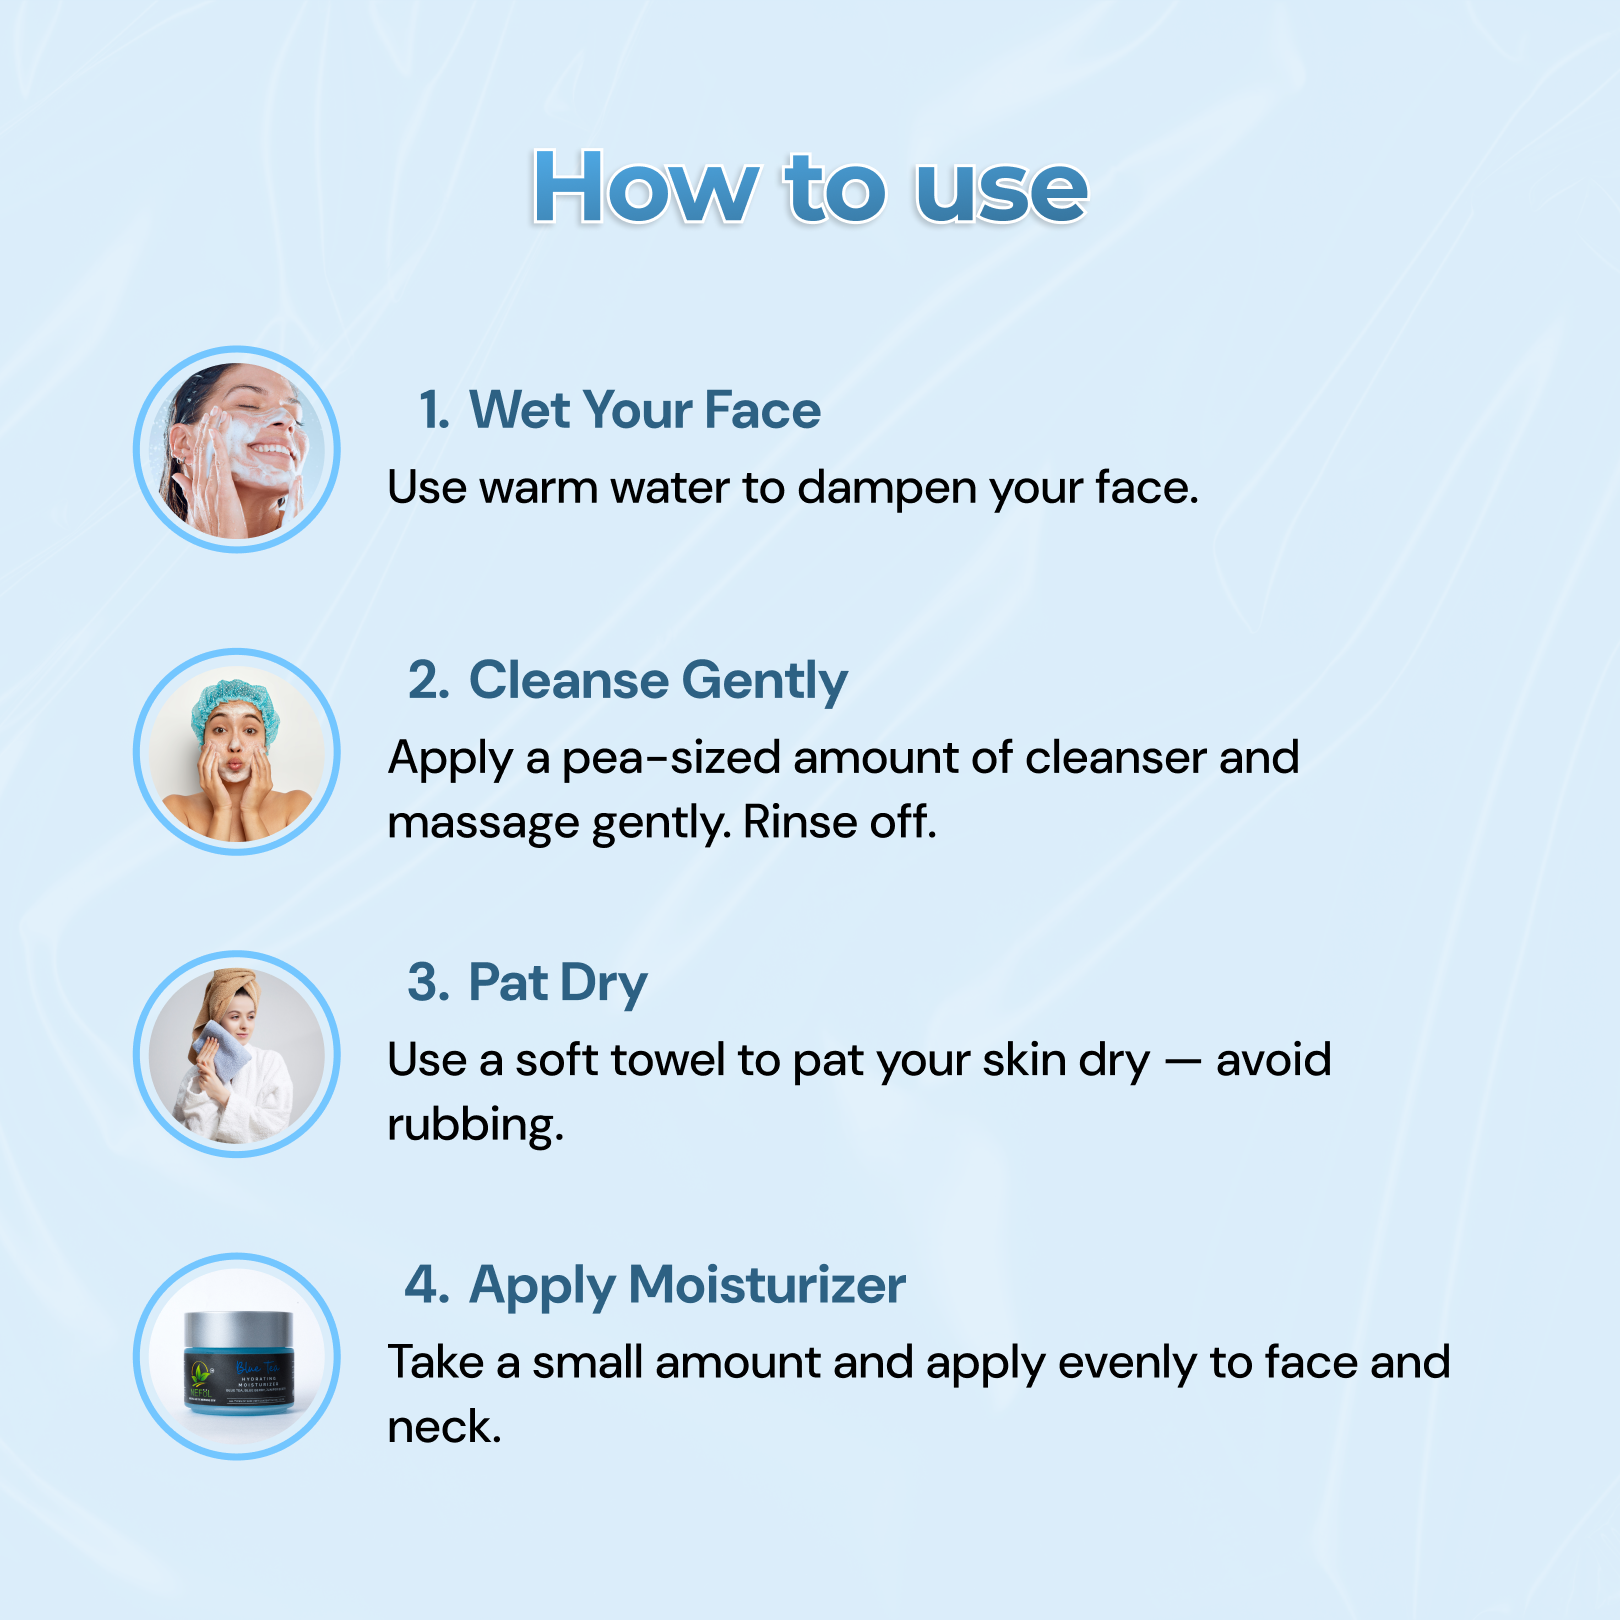 How to use
1. Wet Your Face
Use warm water to dampen your face.
2. Cleanse Gently
Apply a pea-sized amount of cleanser and
massage gently. Rinse off.
3. Pat Dry
Use a soft towel to pat your skin dry — avoid
rubbing.
4. Apply Moisturizer
Take a small amount and apply evenly to face and
neck.
Blue Tea
HYDRATING
MOISTURIZER